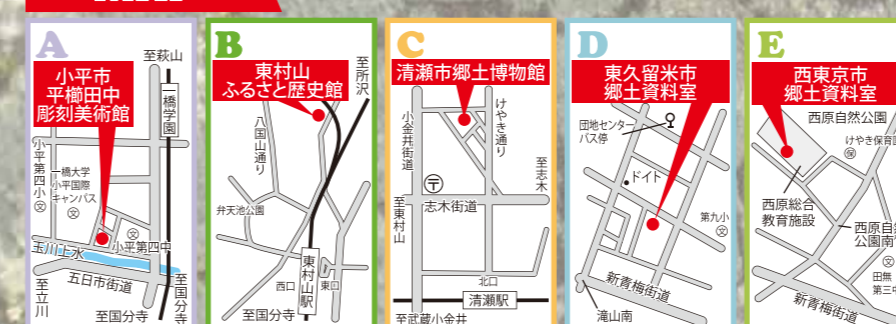 A
至萩山
小平市
平櫛田中
彫刻美術館
一橋学園
小平第四小
文
一橋大学
小平国際
キャンパス
文
文
小平第四中
玉川上水
五日市街道
至立川
至国分寺
至国分寺
B
東村山
ふるさと歴史館
至所沢
八国山通り
弁天池公園
東村山駅
西口
東口
至国分寺
C
清瀬市郷土博物館
小金井街道
けやき通り
至志木
〒
志木街道
至東村山
北口
清瀬駅
至武蔵小金井
D
東久留米市
郷土資料室
団地センター
バス停
ドイト
第九小
文
新青梅街道
滝山南
E
西東京市
郷土資料室
西原自然公園
けやき保育園
保
西原総合
教育施設
西原自然
公園南
文
田無
第三中
新青梅街道